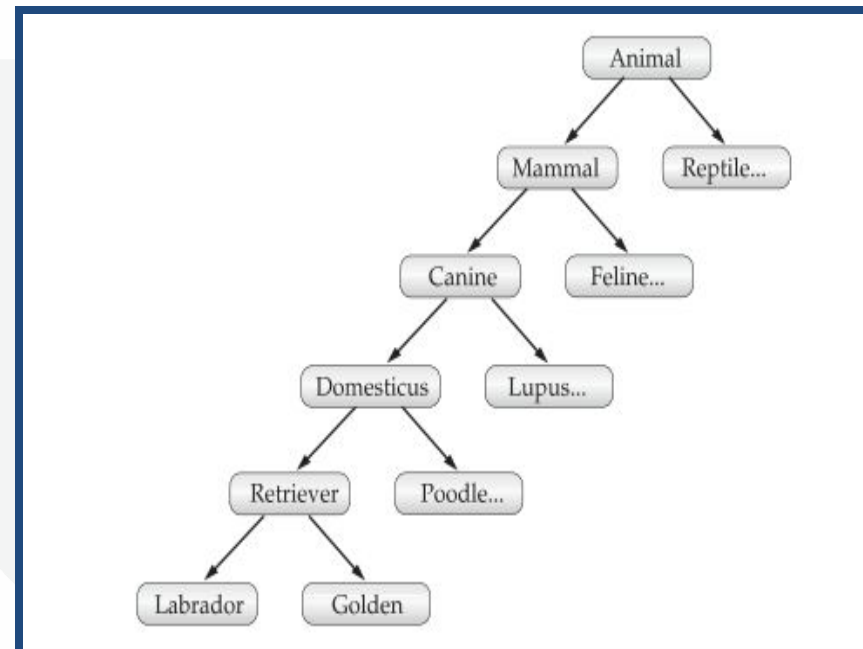 Animal
Mammal Reptile...
Canine Feline...
Domesticus Lupus...
Retriever Poodle...
Labrador Golden